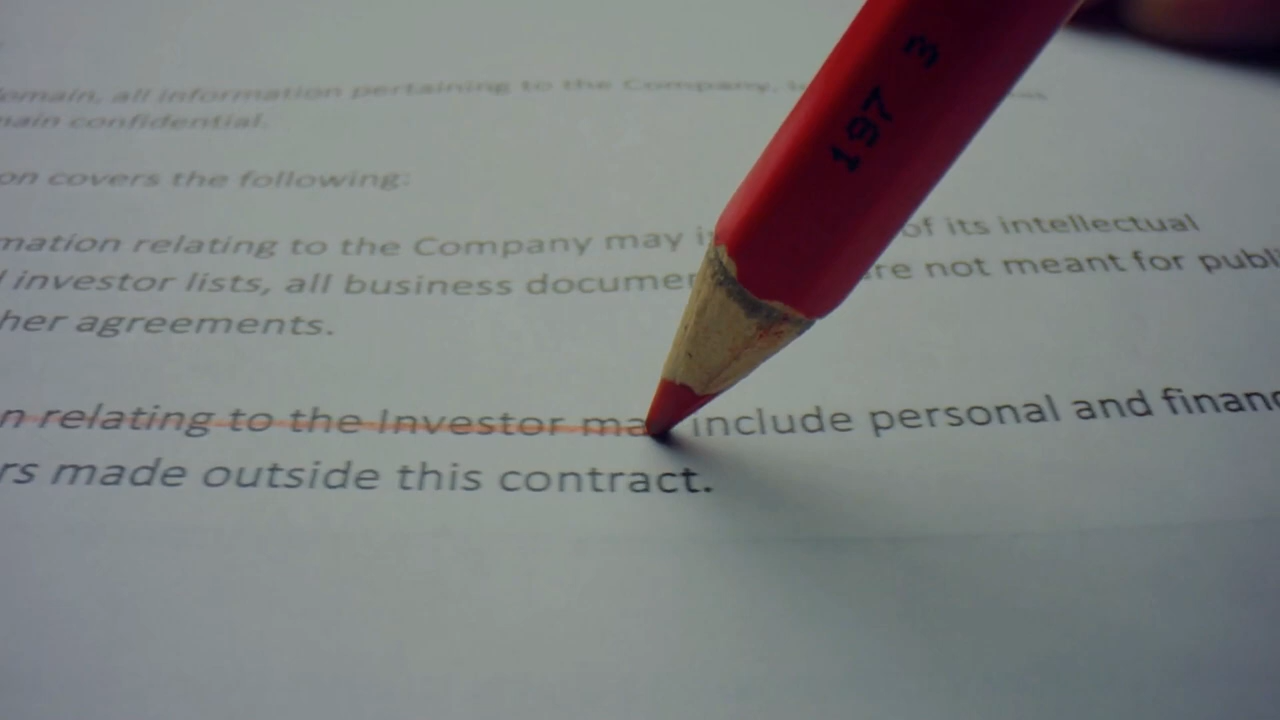 all information pertaining to the Company,
confidential.
on covers the following:
mation relating to the Company may of its intellectual
investor lists, all business documen re not meant for publi
her agreements.
n relating to the Investor ma include personal and financ
rs made outside this contract.
197 3